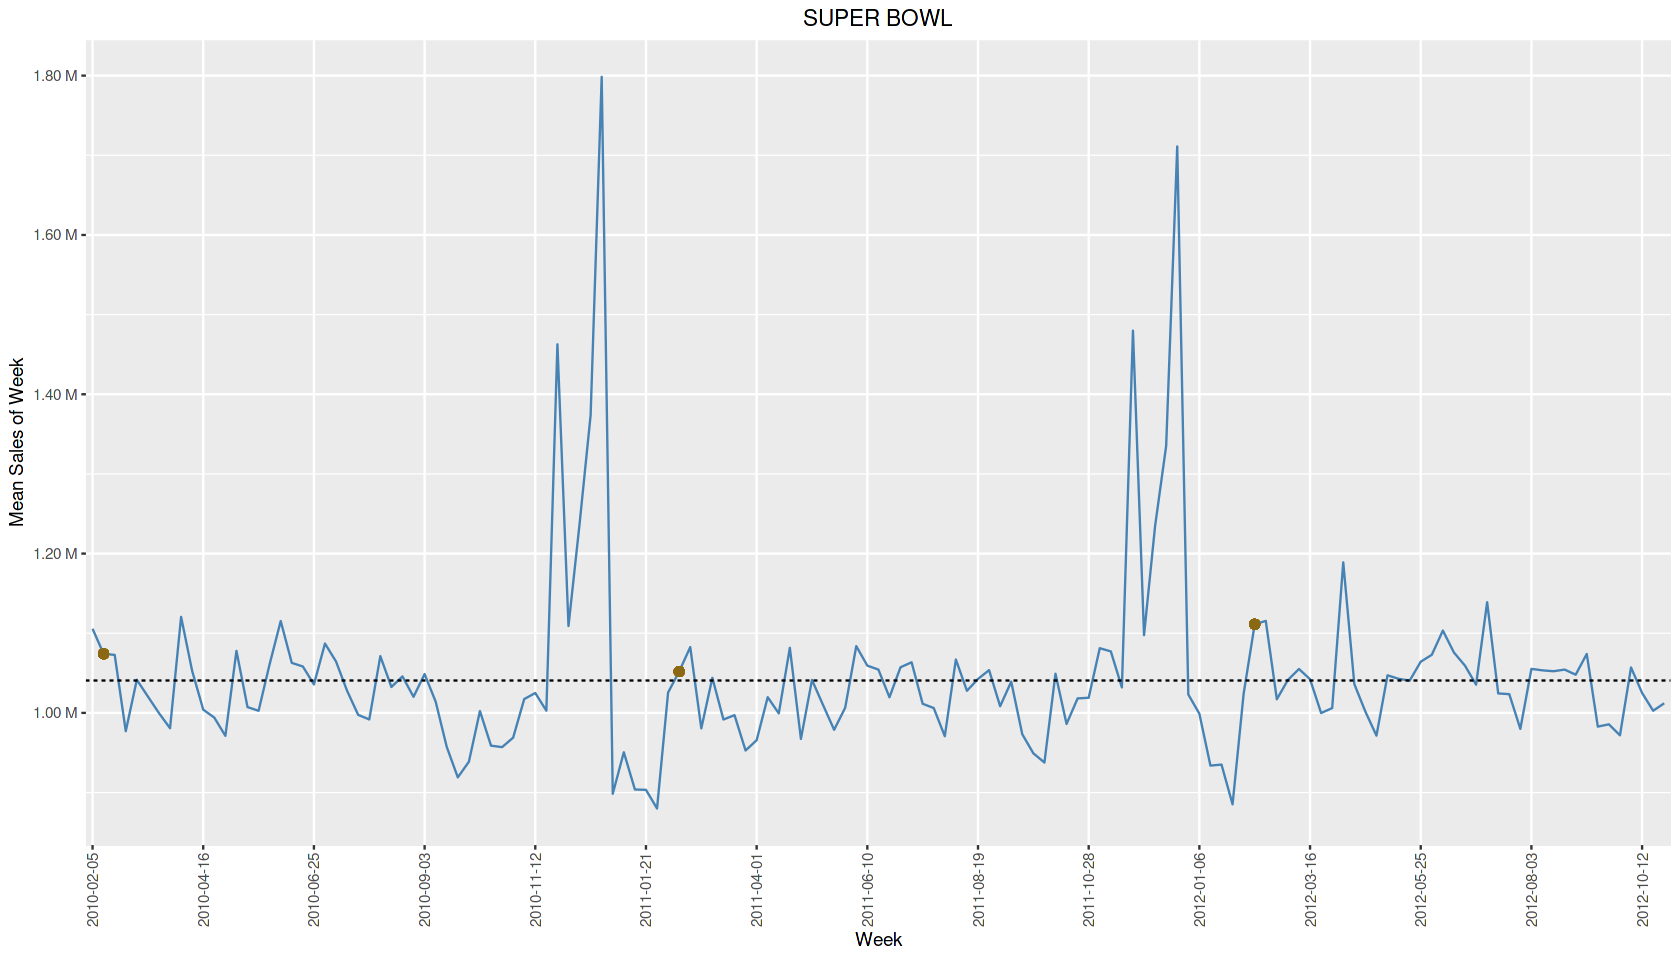 SUPER BOWL
1.80 M
1.60 M
1.40 M
1.20 M
1.00 M
Mean Sales of Week
2010-02-05
2010-04-16
2010-06-25
2010-09-03
2010-11-12
2011-01-21
2011-04-01
2011-06-10
2011-08-19
2011-10-28
2012-01-06
2012-03-16
2012-05-25
2012-08-03
2012-10-12
Week